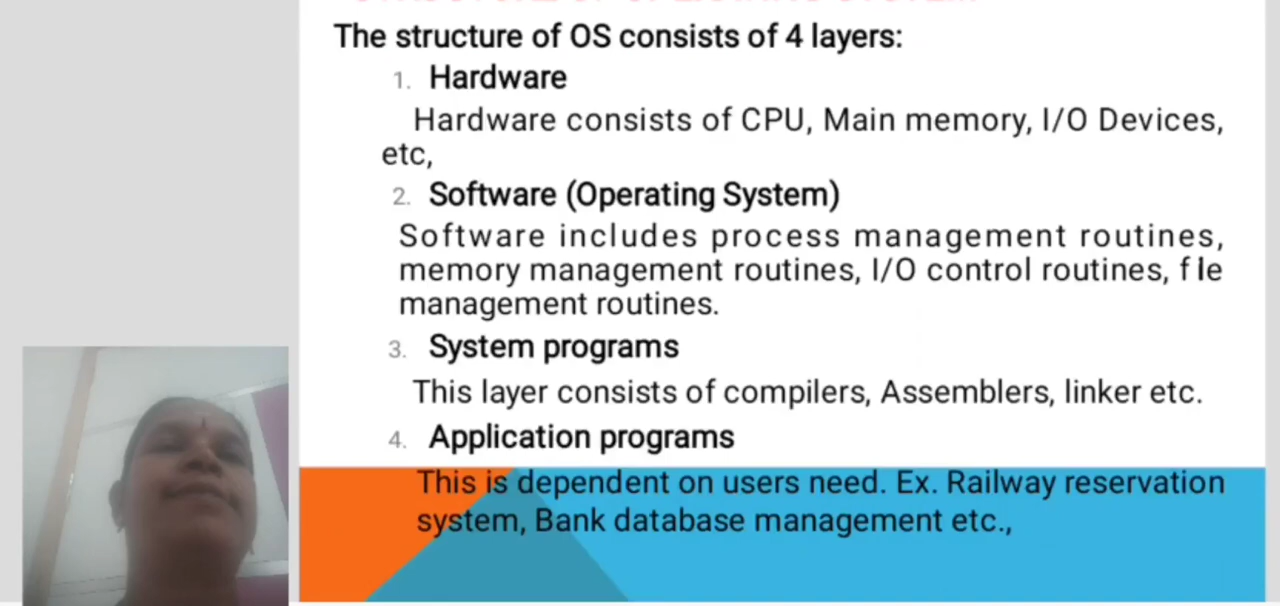 The structure of OS consists of 4 layers:
1. Hardware
Hardware consists of CPU, Main memory, I/O Devices,
etc,
2. Software (Operating System)
Software includes process management routines,
memory management routines, I/O control routines, f le
management routines.
3. System programs
This layer consists of compilers, Assemblers, linker etc.
4. Application programs
This is dependent on users need. Ex. Railway reservation
system, Bank database management etc.,